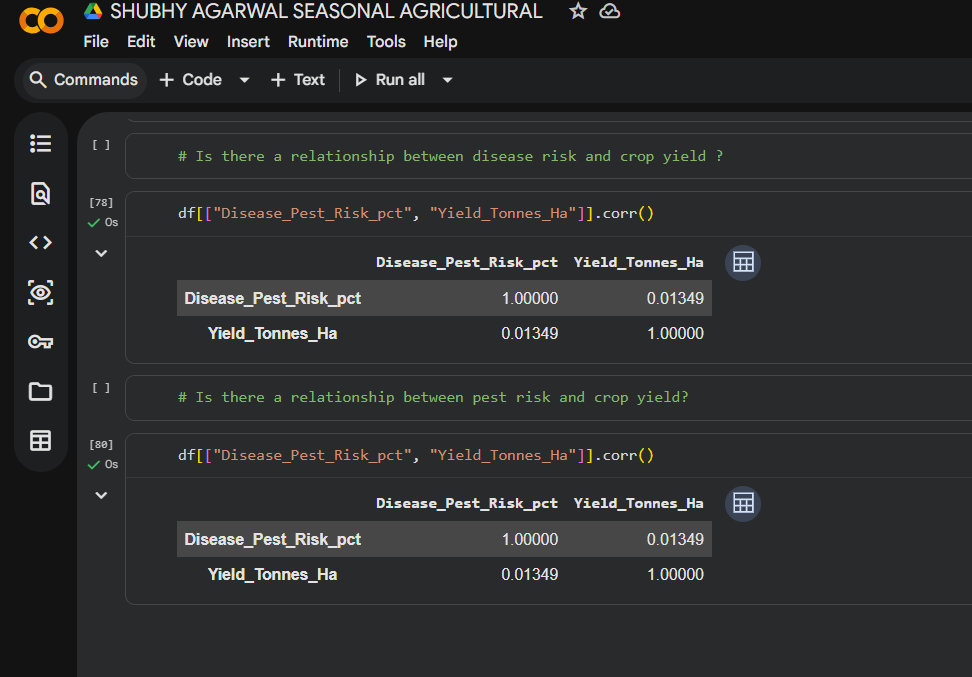 SHUBHY AGARWAL SEASONAL AGRICULTURAL
File Edit View Insert Runtime Tools Help
Commands + Code + Text Run all
[ ] # Is there a relationship between disease risk and crop yield ?
[78] df[["Disease_Pest_Risk_pct", "Yield_Tonnes_Ha"]].corr()
0s
Disease_Pest_Risk_pct Yield_Tonnes_Ha
Disease_Pest_Risk_pct 1.00000 0.01349
Yield_Tonnes_Ha 0.01349 1.00000
[ ] # Is there a relationship between pest risk and crop yield?
[80] df[["Disease_Pest_Risk_pct", "Yield_Tonnes_Ha"]].corr()
0s
Disease_Pest_Risk_pct Yield_Tonnes_Ha
Disease_Pest_Risk_pct 1.00000 0.01349
Yield_Tonnes_Ha 0.01349 1.00000